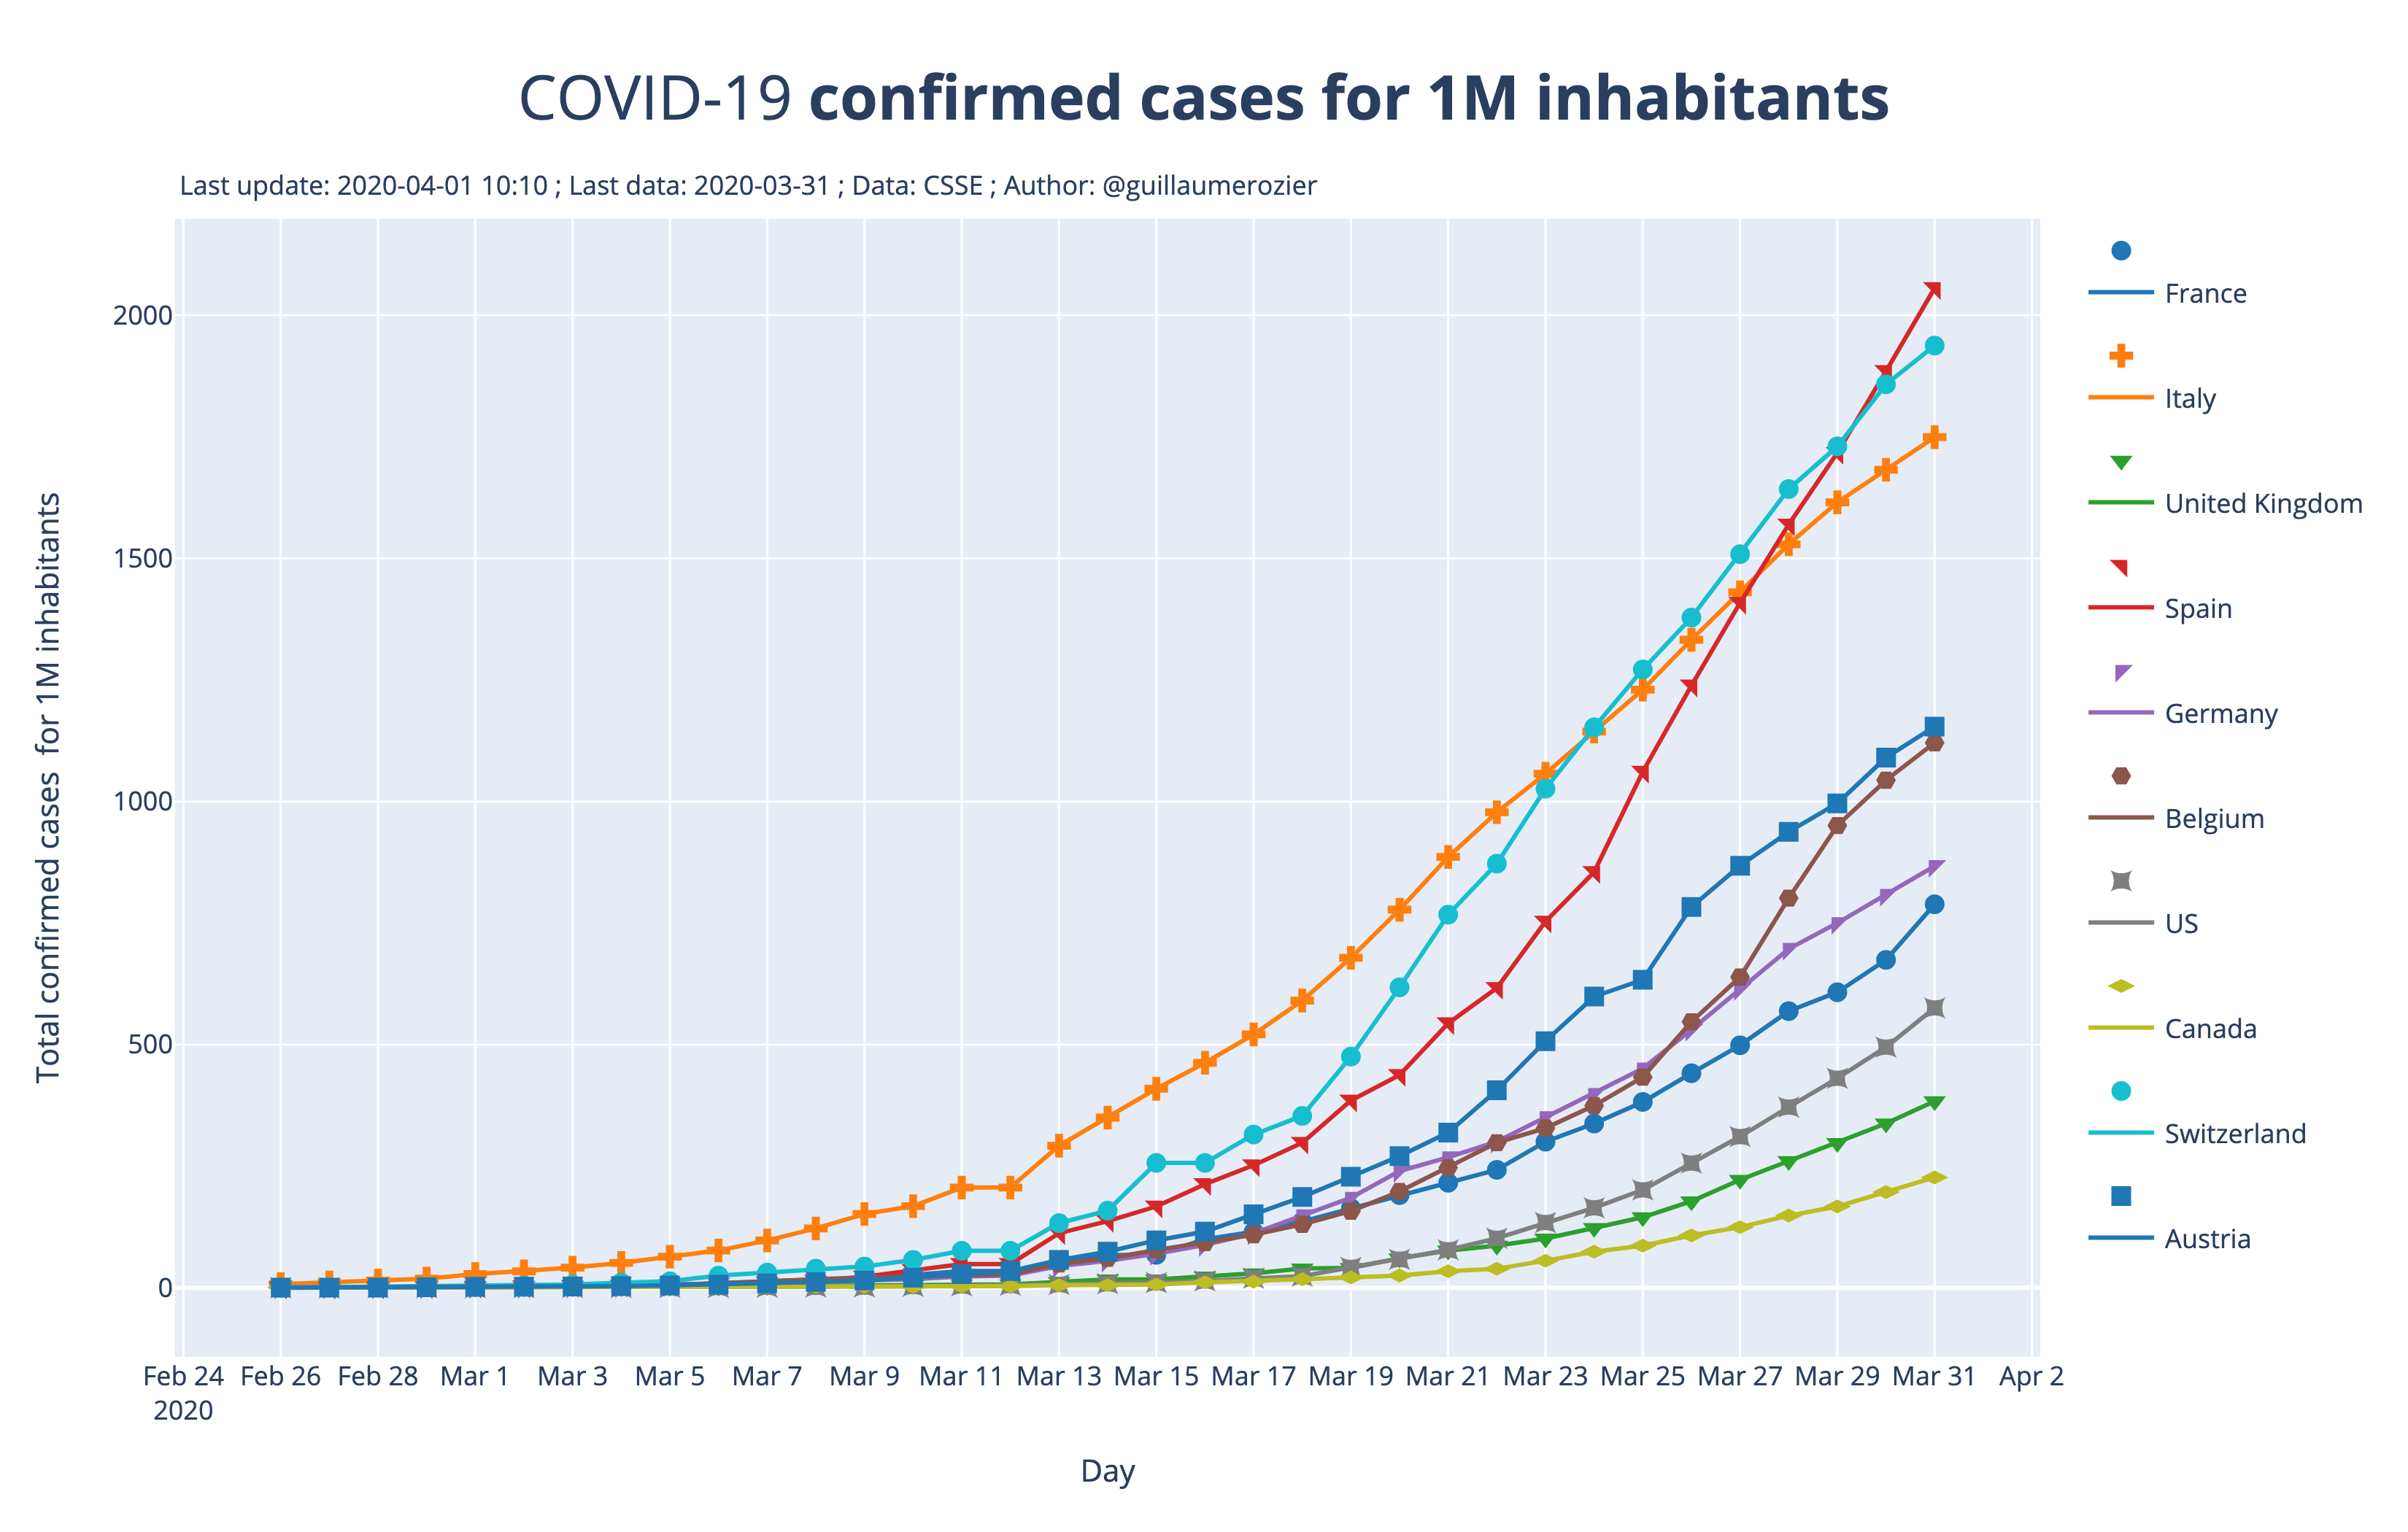 COVID-19 confirmed cases for 1M inhabitants
Last update: 2020-04-01 10:10 ; Last data: 2020-03-31 ; Data: CSSE ; Author: @guillaumerozier
Total confirmed cases for 1M inhabitants
2000
1500
1000
500
0
Feb 24 Feb 26 Feb 28 Mar 1 Mar 3 Mar 5 Mar 7 Mar 9 Mar 11 Mar 13 Mar 15 Mar 17 Mar 19 Mar 21 Mar 23 Mar 25 Mar 27 Mar 29 Mar 31 Apr 2
2020
Day
France
Italy
United Kingdom
Spain
Germany
Belgium
US
Canada
Switzerland
Austria